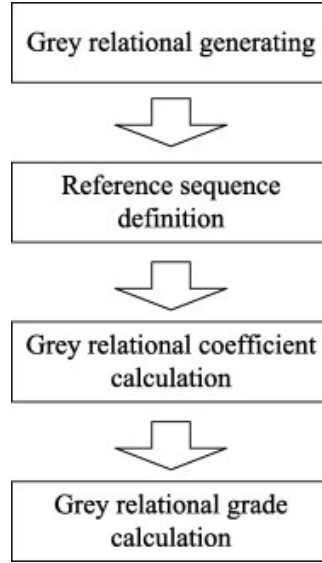 Grey relational generating
Reference sequence
definition
Grey relational coefficient
calculation
Grey relational grade
calculation